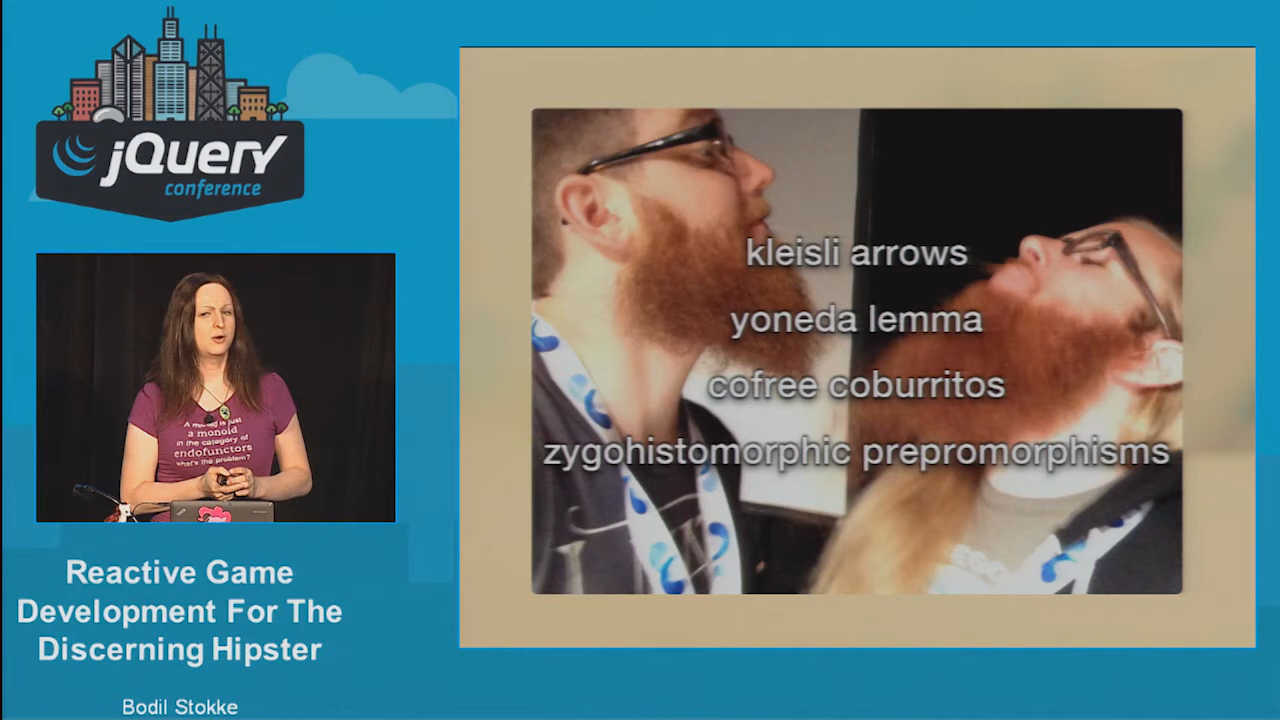 jQuery
conference
A monad is just
a monoid
in the category of
endofunctors
what's the problem?
Reactive Game
Development For The
Discerning Hipster
Bodil Stokke
kleisli arrows
yoneda lemma
cofree coburritos
zygohistomorphic prepromorphisms